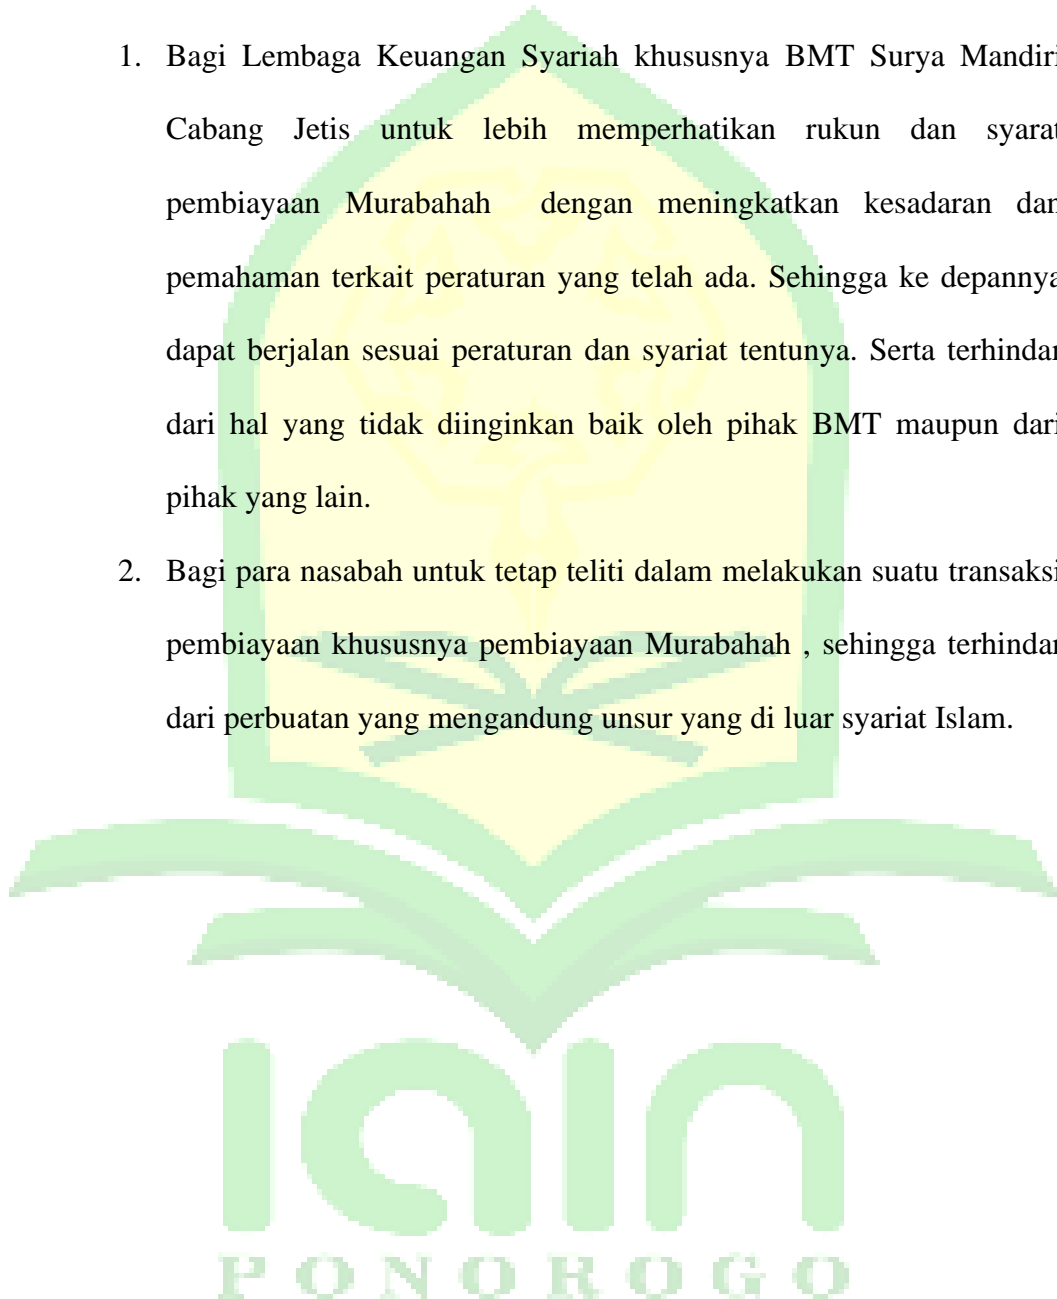 1. Bagi Lembaga Keuangan Syariah khususnya BMT Surya Mandiri
Cabang Jetis untuk lebih memperhatikan rukun dan syarat
pembiayaan Murabahah dengan meningkatkan kesadaran dan
pemahaman terkait peraturan yang telah ada. Sehingga ke depannya
dapat berjalan sesuai peraturan dan syariat tentunya. Serta terhindar
dari hal yang tidak diinginkan baik oleh pihak BMT maupun dari
pihak yang lain.
2. Bagi para nasabah untuk tetap teliti dalam melakukan suatu transaksi
pembiayaan khususnya pembiayaan Murabahah , sehingga terhindar
dari perbuatan yang mengandung unsur yang di luar syariat Islam.
IAIN
PONOROGO